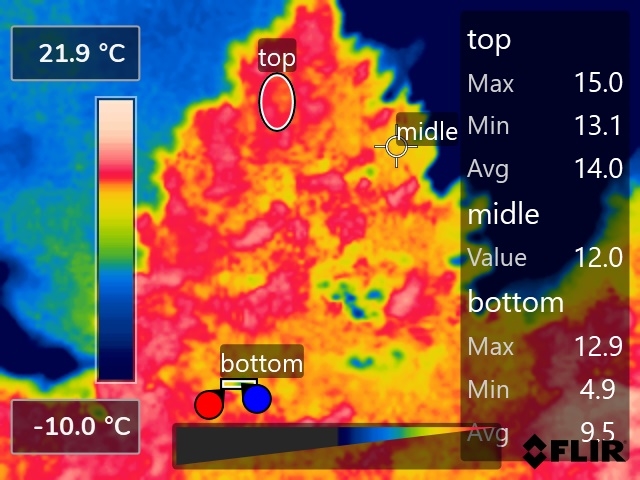 21.9 °C
top
midle
bottom
-10.0 °C
top
Max 15.0
Min 13.1
Avg 14.0
midle
Value 12.0
bottom
Max 12.9
Min 4.9
Avg 9.5
FLIR